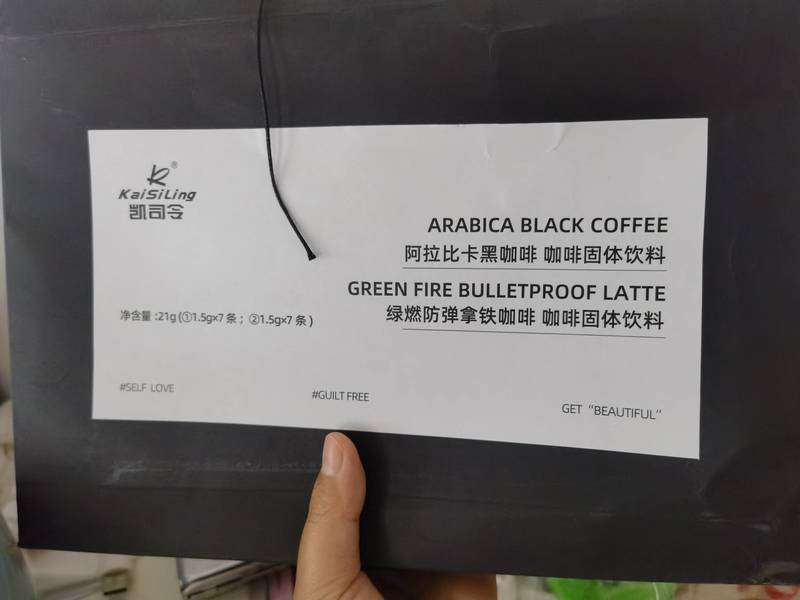 KaiSiLing®
凯司令
ARABICA BLACK COFFEE
阿拉比卡黑咖啡 咖啡固体饮料
GREEN FIRE BULLETPROOF LATTE
绿燃防弹拿铁咖啡 咖啡固体饮料
净含量 :21g (①1.5g×7 条 ; ②1.5g×7 条 )
#SELF LOVE
#GUILT FREE
GET “BEAUTIFUL”